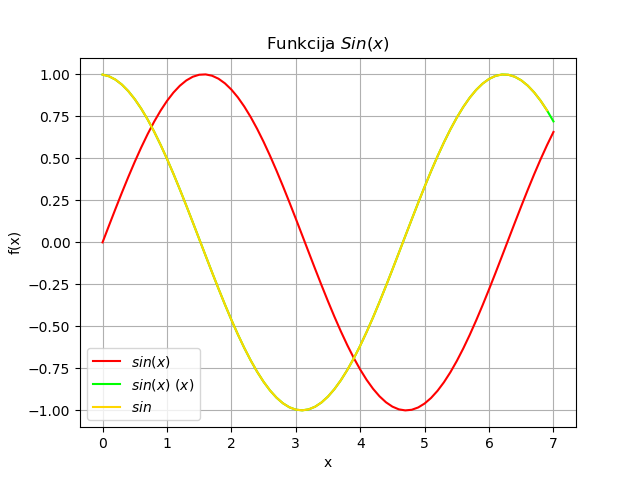 Funkcija Sin(x)
1.00
0.75
0.50
0.25
0.00
−0.25
−0.50
−0.75
−1.00
f(x)
sin(x)
sin(x) (x)
sin
0 1 2 3 4 5 6 7
x